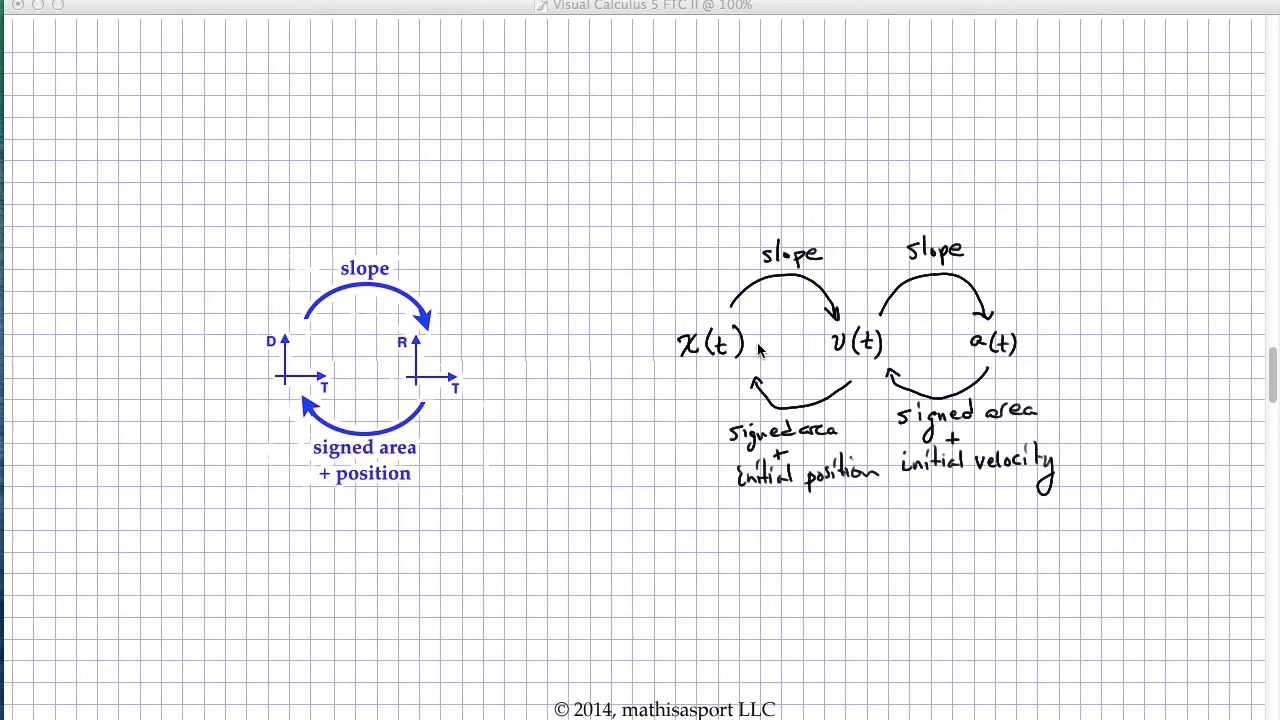 Visual Calculus 5 FTC II @ 100%
slope
D
T
R
T
signed area
+ position
slope
slope
x(t)
v(t)
a(t)
signed area
+
initial position
signed area
+
initial velocity
© 2014, mathisasport LLC